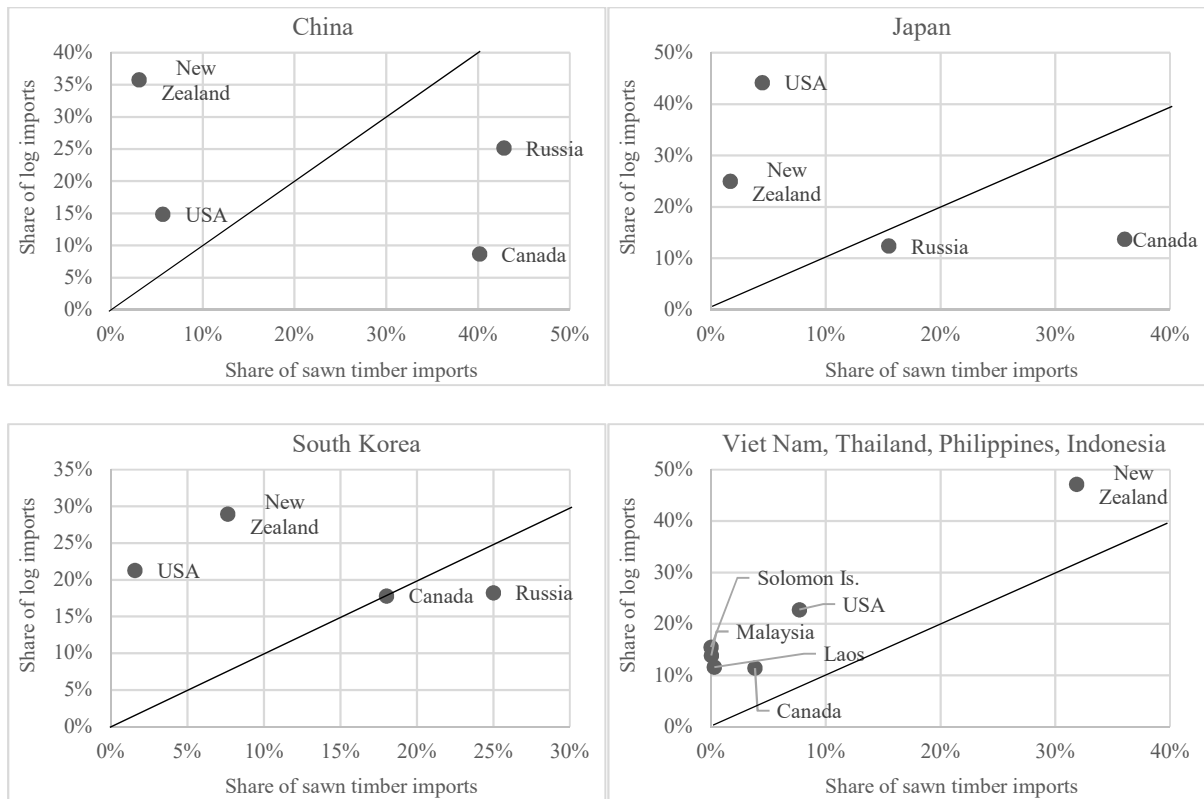 China
40%
35%
30%
25%
20%
15%
10%
5%
0%
Share of log imports
New
Zealand
Russia
USA
Canada
0%
10%
20%
30%
40%
50%
Share of sawn timber imports
Japan
50%
40%
30%
20%
10%
0%
Share of log imports
USA
New
Zealand
Russia
Canada
0%
10%
20%
30%
40%
Share of sawn timber imports
South Korea
35%
30%
25%
20%
15%
10%
5%
0%
Share of log imports
New
Zealand
USA
Canada
Russia
0%
5%
10%
15%
20%
25%
30%
Share of sawn timber imports
Viet Nam, Thailand, Philippines, Indonesia
50%
40%
30%
20%
10%
0%
Share of log imports
New
Zealand
Solomon Is.
USA
Malaysia
Laos
Canada
0%
10%
20%
30%
40%
Share of sawn timber imports